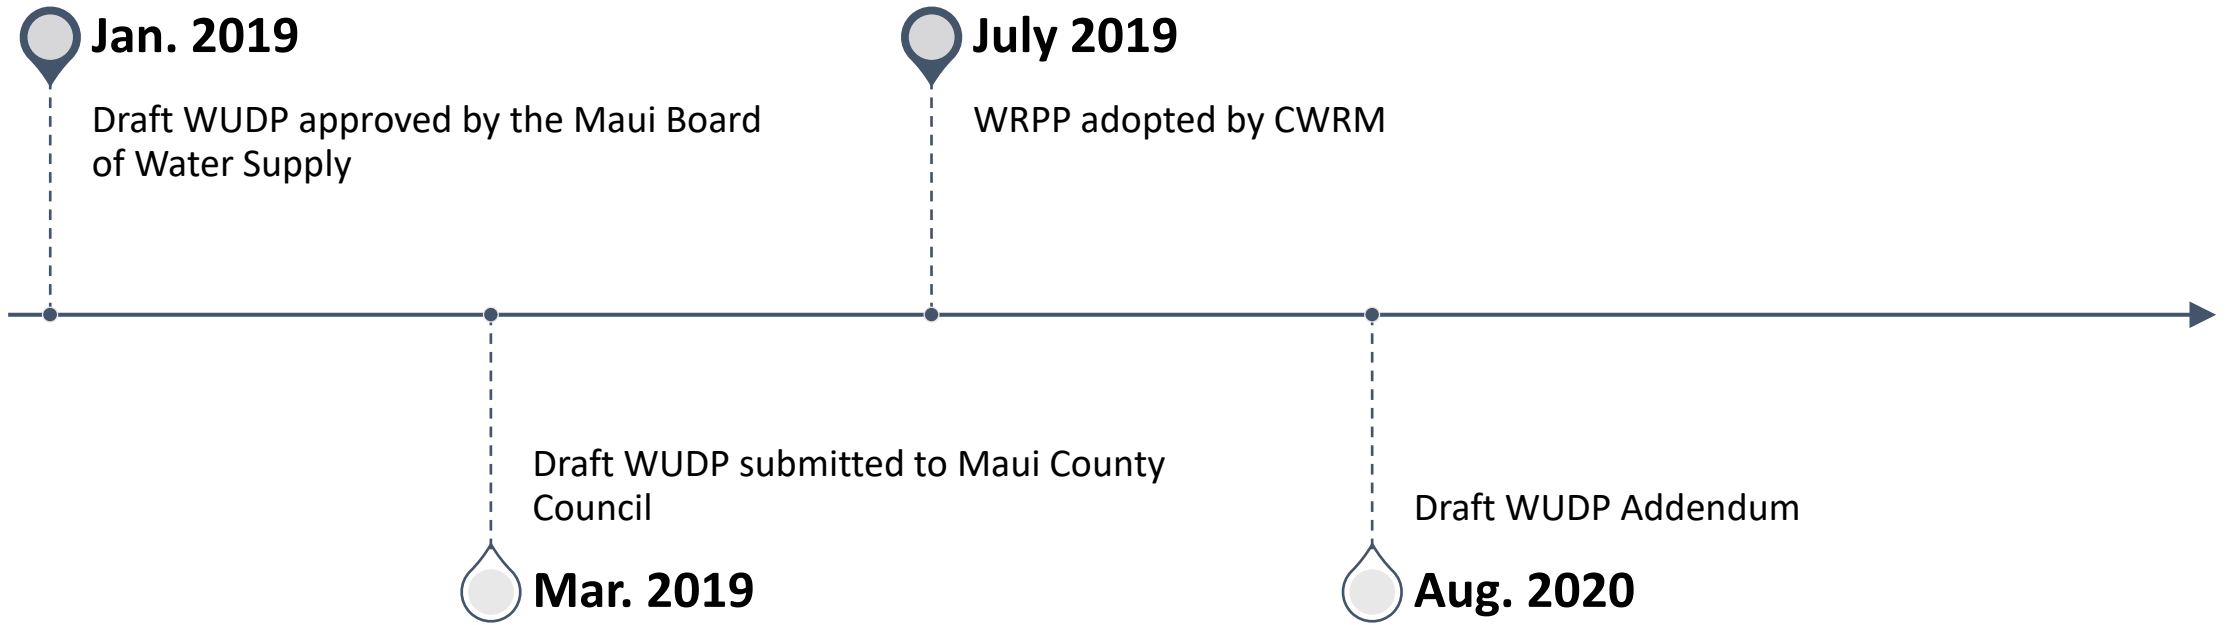 Jan. 2019
Draft WUDP approved by the Maui Board
of Water Supply
July 2019
WRPP adopted by CWRM
Draft WUDP submitted to Maui County
Council
Mar. 2019
Draft WUDP Addendum
Aug. 2020